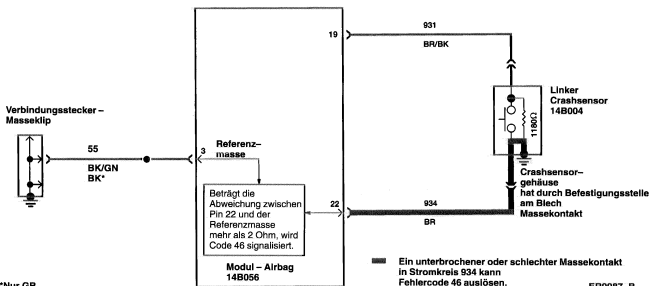 19
931
BR/BK
Linker
Crashsensor
14B004
1180Ω
Verbindungsstecker –
Masseklip
55
BK/GN
BK*
3
Referenz–
masse
Beträgt die
Abweichung zwischen
Pin 22 und der
Referenzmasse
mehr als 2 Ohm, wird
Code 46 signalisiert.
22
934
BR
Crashsensor–
gehäuse
hat durch Befestigungsstelle
am Blech
Massekontakt
Modul – Airbag
14B056
Ein unterbrochener oder schlechter Massekontakt
in Stromkreis 934 kann
Fehlercode 46 auslösen.
*Nur GB